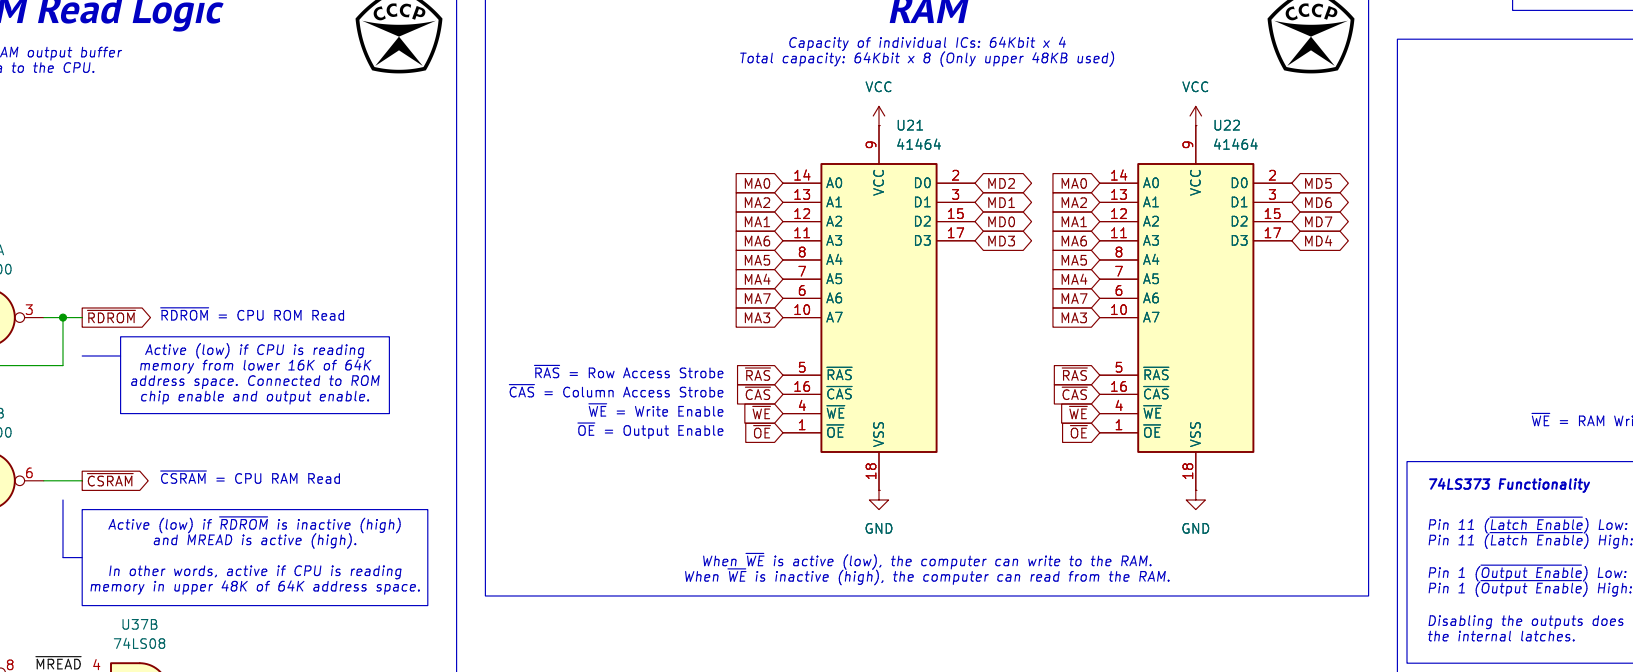 M Read Logic
AM output buffer
a to the CPU.
CCCP
A
00
3
RDROM
RDROM = CPU ROM Read
Active (low) if CPU is reading
memory from lower 16K of 64K
address space. Connected to ROM
chip enable and output enable.
B
00
6
CSRAM
CSRAM = CPU RAM Read
Active (low) if RDROM is inactive (high)
and MREAD is active (high).
In other words, active if CPU is reading
memory in upper 48K of 64K address space.
U37B
74LS08
8
MREAD 4
RAM
CCCP
Capacity of individual ICs: 64Kbit x 4
Total capacity: 64Kbit x 8 (Only upper 48KB used)
VCC
U21
41464
9
VCC
MA0 14 A0 D0 2 MD2
MA2 13 A1 D1 3 MD1
MA1 12 A2 D2 15 MD0
MA6 11 A3 D3 17 MD3
MA5 8 A4
MA4 7 A5
MA7 6 A6
MA3 10 A7
RAS = Row Access Strobe RAS 5 RAS
CAS = Column Access Strobe CAS 16 CAS
WE = Write Enable WE 4 WE
OE = Output Enable OE 1 OE
VSS
18
GND
VCC
U22
41464
9
VCC
MA0 14 A0 D0 2 MD5
MA2 13 A1 D1 3 MD6
MA1 12 A2 D2 15 MD7
MA6 11 A3 D3 17 MD4
MA5 8 A4
MA4 7 A5
MA7 6 A6
MA3 10 A7
RAS 5 RAS
CAS 16 CAS
WE 4 WE
OE 1 OE
VSS
18
GND
When WE is active (low), the computer can write to the RAM.
When WE is inactive (high), the computer can read from the RAM.
WE = RAM Wri
74LS373 Functionality
Pin 11 (Latch Enable) Low:
Pin 11 (Latch Enable) High:
Pin 1 (Output Enable) Low:
Pin 1 (Output Enable) High:
Disabling the outputs does
the internal latches.